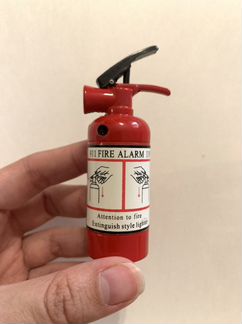 FIRE ALARM
Attention to fire
Extinguish style lighter